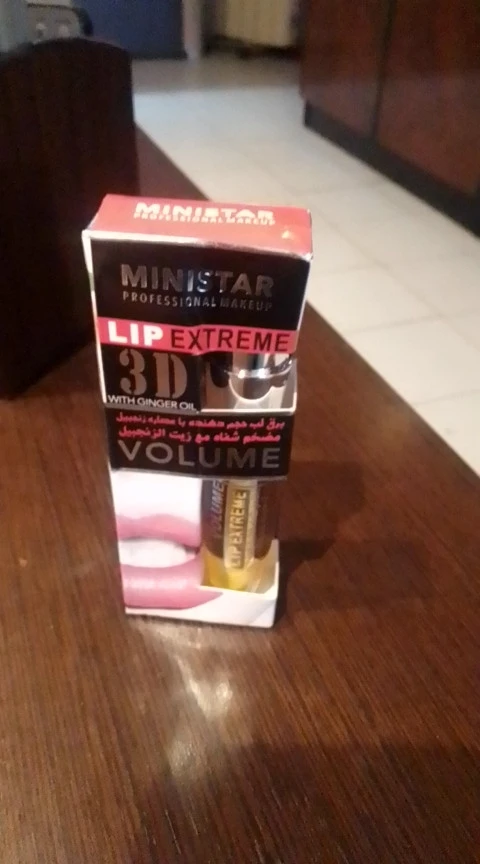 MINISTAR
PROFESSIONAL MAKEUP
MINISTAR
PROFESSIONAL MAKEUP
LIP EXTREME
3D
WITH GINGER OIL
برق لب حجم دهنده با عصاره زنجبیل
مضخم شفاه مع زيت الزنجبيل
VOLUME
VOLUME
LIP EXTREME